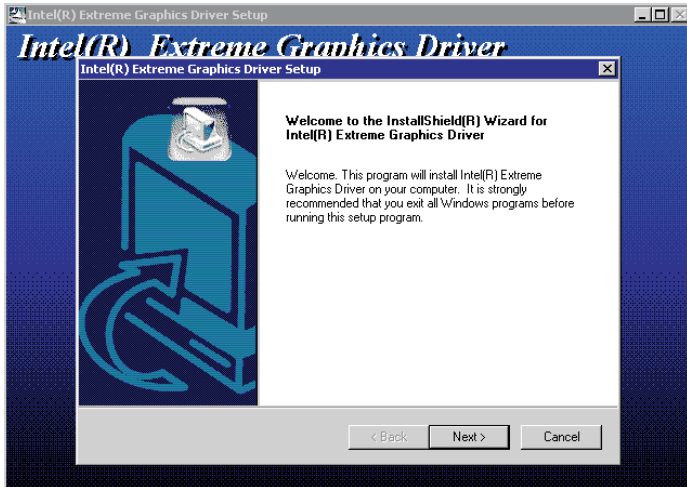 Intel(R) Extreme Graphics Driver Setup
Intel(R) Extreme Graphics Driver
Intel(R) Extreme Graphics Driver Setup
Welcome to the InstallShield(R) Wizard for
Intel(R) Extreme Graphics Driver
Welcome. This program will install Intel(R) Extreme
Graphics Driver on your computer. It is strongly
recommended that you exit all Windows programs before
running this setup program.
< Back
Next >
Cancel